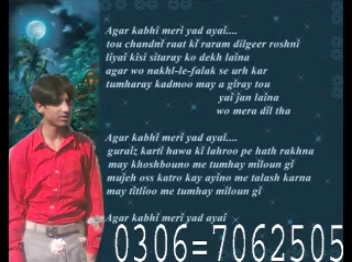 Agar kabhi meri yad ayai....
tou chandni raat ki raram dilgeer roshni
liyai kisi sitaray ko dekh laina
agar wo nakhl-le-falak se urh kar
tumharay kadmoo may a giray tou
yai jan laina
wo mera dil tha
Agar kabhi meri yad ayai....
guraiz karti hawa ki lahroo pe hath rakhna
may khoshbouno me tumhay miloun gi
mujeh oss katro kay ayino me talash karna
may titlioo me tumhay miloun gi
Agar kabhi meri yad ayai
0306=7062505